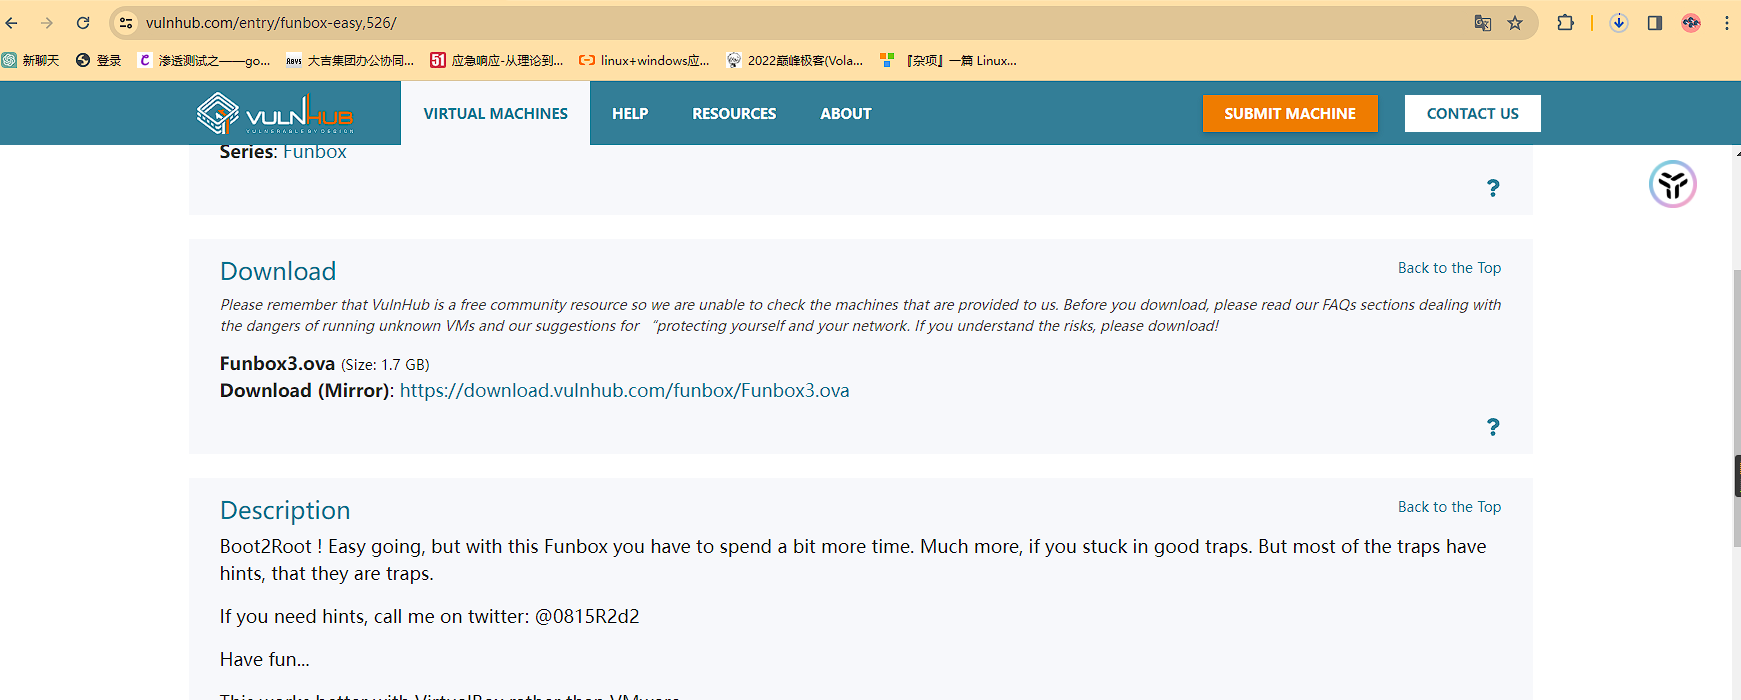 vulnhub.com/entry/funbox-easy,526/
新聊天 登录 渗透测试之——go... 大吉集团办公协同... 应急响应-从理论到... linux+windows应... 2022巅峰极客(Vola... 『杂项』一篇 Linux...
VULNHUB VULNERABLE BY DESIGN VIRTUAL MACHINES HELP RESOURCES ABOUT SUBMIT MACHINE CONTACT US
Series: Funbox
?
Download Back to the Top
Please remember that VulnHub is a free community resource so we are unable to check the machines that are provided to us. Before you download, please read our FAQs sections dealing with
the dangers of running unknown VMs and our suggestions for “protecting yourself and your network. If you understand the risks, please download!
Funbox3.ova (Size: 1.7 GB)
Download (Mirror): https://download.vulnhub.com/funbox/Funbox3.ova
?
Description Back to the Top
Boot2Root ! Easy going, but with this Funbox you have to spend a bit more time. Much more, if you stuck in good traps. But most of the traps have
hints, that they are traps.
If you need hints, call me on twitter: @0815R2d2
Have fun...
This works better with VirtualBox rather than VMware